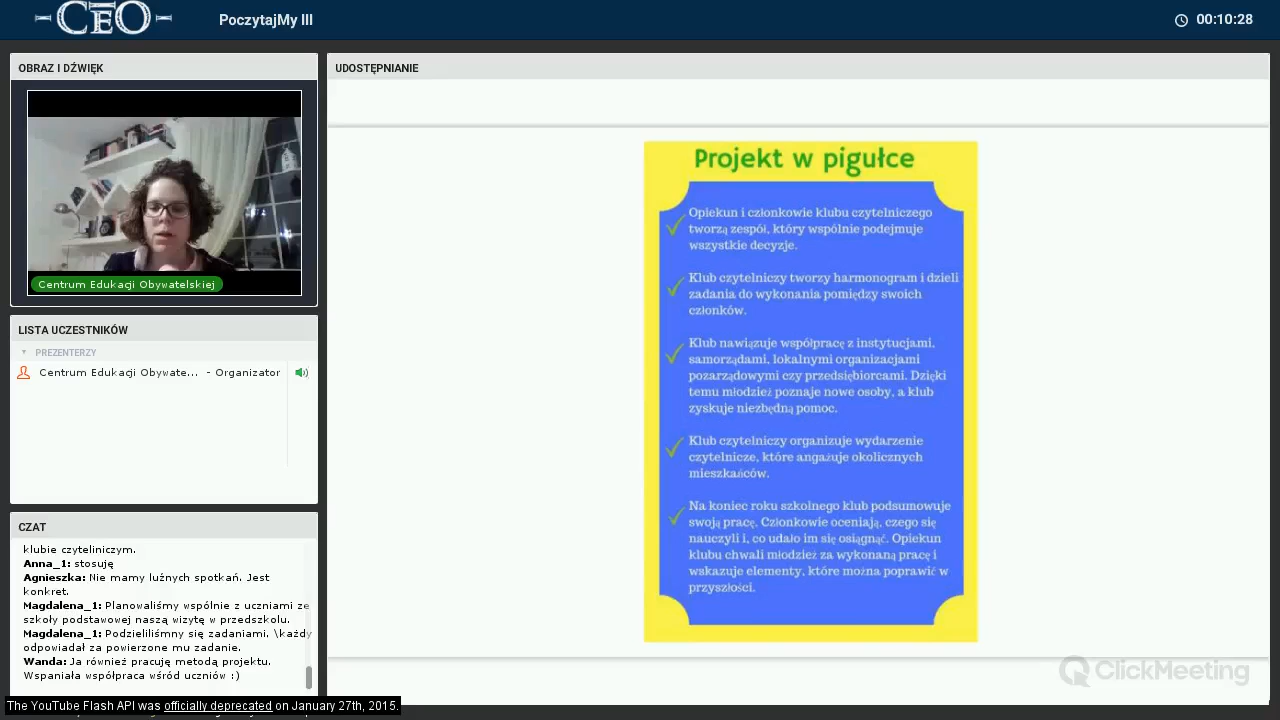 CEO
PoczytajMy III
00:10:28
OBRAZ I DŹWIĘK
Centrum Edukacji Obywatelskiej
LISTA UCZESTNIKÓW
PREZENTERZY
Centrum Edukacji Obywate... - Organizator
CZAT
klubie czyteliniczym.
Anna_1: stosuję
Agnieszka: Nie mamy lużnych spotkań. Jest
konkret.
Magdalena_1: Planowaliśmy wspólnie z uczniami ze
szkoły podstawowej naszą wizytę w przedszkolu.
Magdalena_1: Podzieliliśmny się zadaniami. \każdy
odpowiadał za powierzone mu zadanie.
Wanda: Ja również pracuję metodą projektu.
Wspaniała współpraca wśród uczniów :)
The YouTube Flash API was officially deprecated on January 27th, 2015.
UDOSTĘPNIANIE
Projekt w pigułce
Opiekun i członkowie klubu czytelniczego
tworzą zespół, który wspólnie podejmuje
wszystkie decyzje.
Klub czytelniczy tworzy harmonogram i dzieli
zadania do wykonania pomiędzy swoich
członków.
Klub nawiązuje współpracę z instytucjami,
samorządami, lokalnymi organizacjami
pozarządowymi czy przedsiębiorcami. Dzięki
temu młodzież poznaje nowe osoby, a klub
zyskuje niezbędną pomoc.
Klub czytelniczy organizuje wydarzenie
czytelnicze, które angażuje okolicznych
mieszkańców.
Na koniec roku szkolnego klub podsumowuje
swoją pracę. Członkowie oceniają, czego się
nauczyli i, co udało im się osiągnąć. Opiekun
klubu chwali młodzież za wykonaną pracę i
wskazuje elementy, które można poprawić w
przyszłości.
ClickMeeting